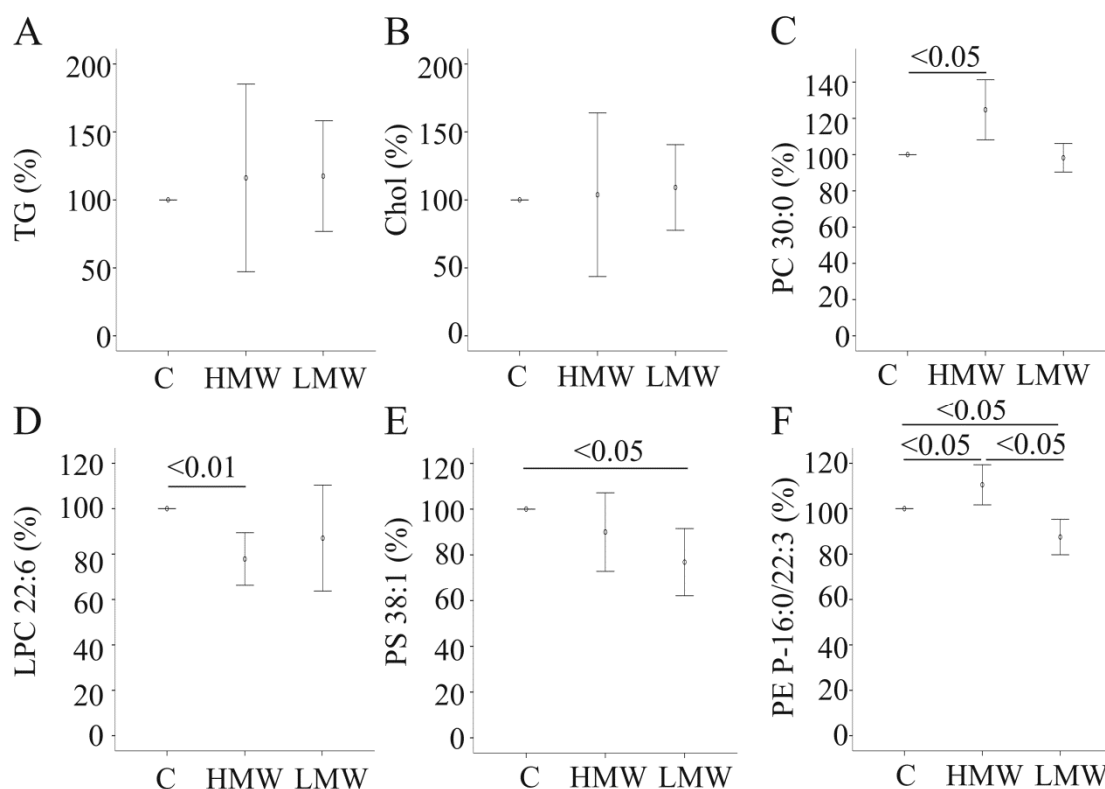 A
TG (%)
200
150
100
50
0
C HMW LMW
B
Chol (%)
200
150
100
50
0
C HMW LMW
C
PC 30:0 (%)
<0.05
140
120
100
80
60
40
20
0
C HMW LMW
D
LPC 22:6 (%)
<0.01
120
100
80
60
40
20
0
C HMW LMW
E
PS 38:1 (%)
<0.05
120
100
80
60
40
20
0
C HMW LMW
F
PE P-16:0/22:3 (%)
<0.05
<0.05 <0.05
120
100
80
60
40
20
0
C HMW LMW